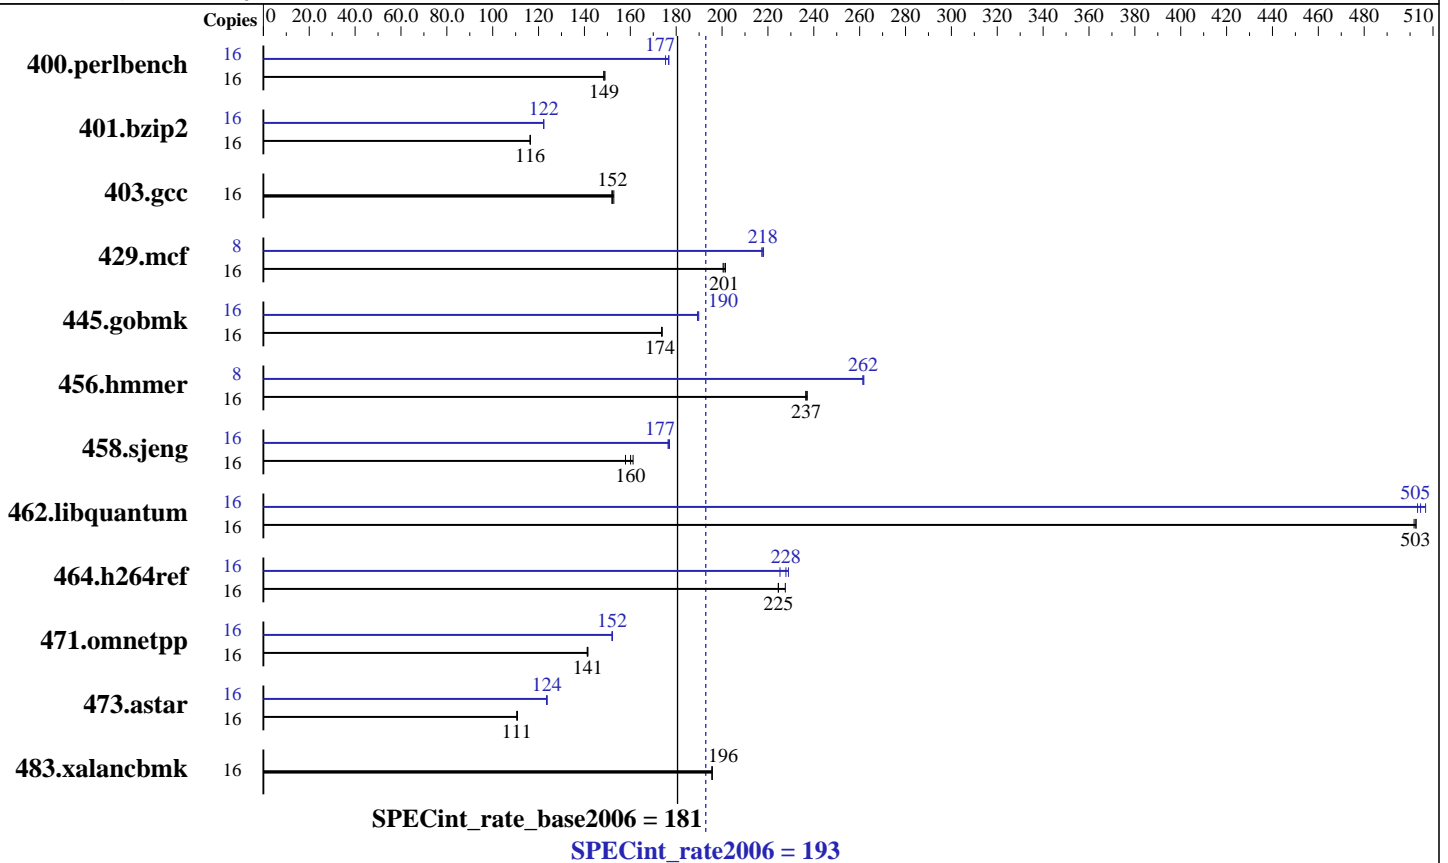 Copies 0 20.0 40.0 60.0 80.0 100 120 140 160 180 200 220 240 260 280 300 320 340 360 380 400 420 440 460 480 510
400.perlbench 16 177
16 149
401.bzip2 16 122
16 116
403.gcc 16 152
429.mcf 8 218
16 201
445.gobmk 16 190
16 174
456.hmmer 8 262
16 237
458.sjeng 16 177
16 160
462.libquantum 16 505
16 503
464.h264ref 16 228
16 225
471.omnetpp 16 152
16 141
473.astar 16 124
16 111
483.xalancbmk 16 196
SPECint_rate_base2006 = 181
SPECint_rate2006 = 193